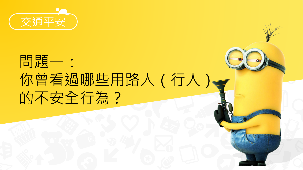 交通平安
問題一：
你曾看過哪些用路人（行人）
的不安全行為？